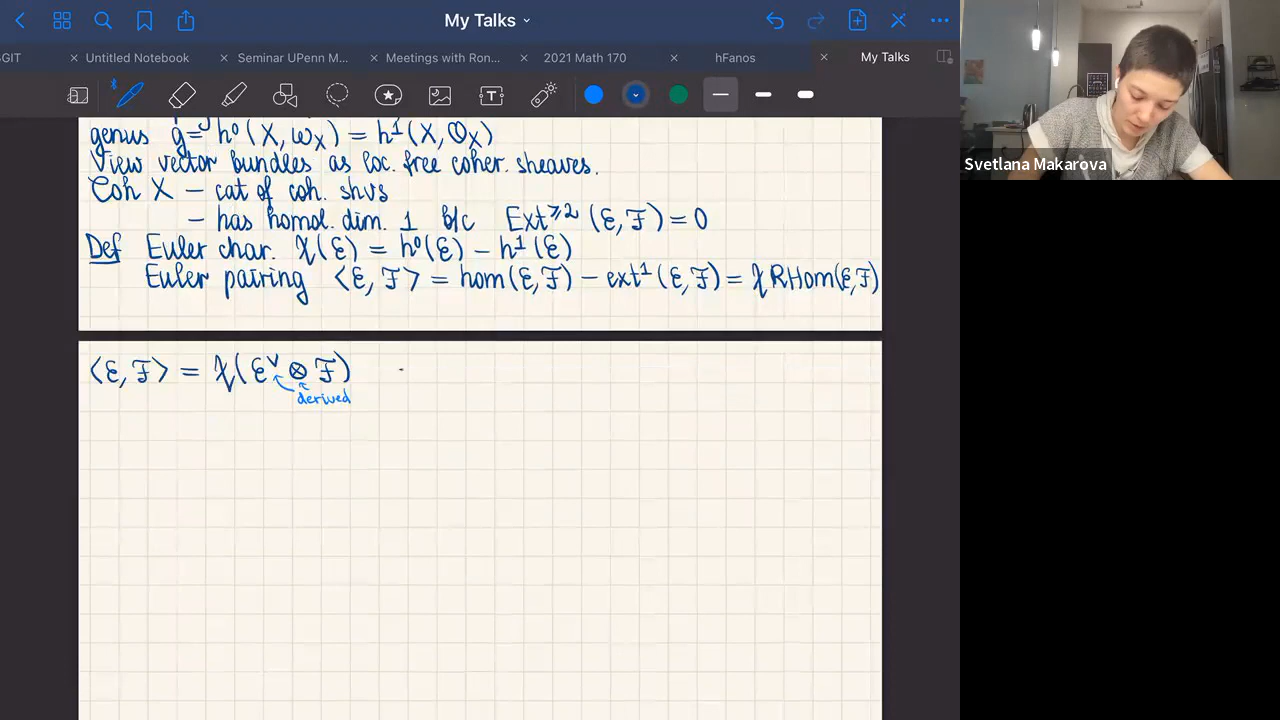 My Talks
GIT
Untitled Notebook
Seminar UPenn M...
Meetings with Ron...
2021 Math 170
hFanos
My Talks
genus g = h⁰(X, ω_X) = h¹(X, O_X)
View vector bundles as loc. free coher. sheaves.
Coh X – cat of coh. shvs
– has homol. dim. 1 b/c Ext^≥2 (ℰ, ℱ) = 0
Def Euler char. χ(ℰ) = h⁰(ℰ) – h¹(ℰ)
Euler pairing ⟨ℰ, ℱ⟩ = hom(ℰ, ℱ) – ext¹(ℰ, ℱ) = χ RHom(ℰ, ℱ)
⟨ℰ, ℱ⟩ = χ(ℰ^∨ ⊗ ℱ)
derived
Svetlana Makarova